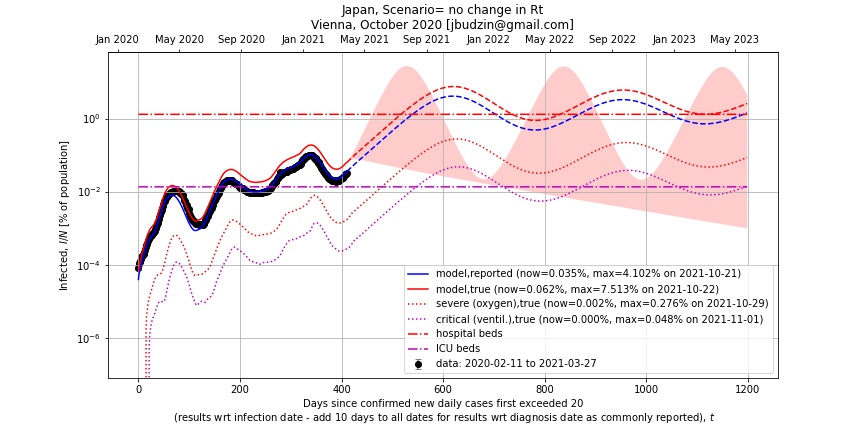 Japan, Scenario= no change in Rt
Vienna, October 2020 [jbudzin@gmail.com]
Jan 2020 May 2020 Sep 2020 Jan 2021 May 2021 Sep 2021 Jan 2022 May 2022 Sep 2022 Jan 2023 May 2023
Infected, I/N [% of population]
10⁰
10⁻²
10⁻⁴
10⁻⁶
model,reported (now=0.035%, max=4.102% on 2021-10-21)
model,true (now=0.062%, max=7.513% on 2021-10-22)
severe (oxygen),true (now=0.002%, max=0.276% on 2021-10-29)
critical (ventil.),true (now=0.000%, max=0.048% on 2021-11-01)
hospital beds
ICU beds
data: 2020-02-11 to 2021-03-27
0 200 400 600 800 1000 1200
Days since confirmed new daily cases first exceeded 20
(results wrt infection date - add 10 days to all dates for results wrt diagnosis date as commonly reported), t